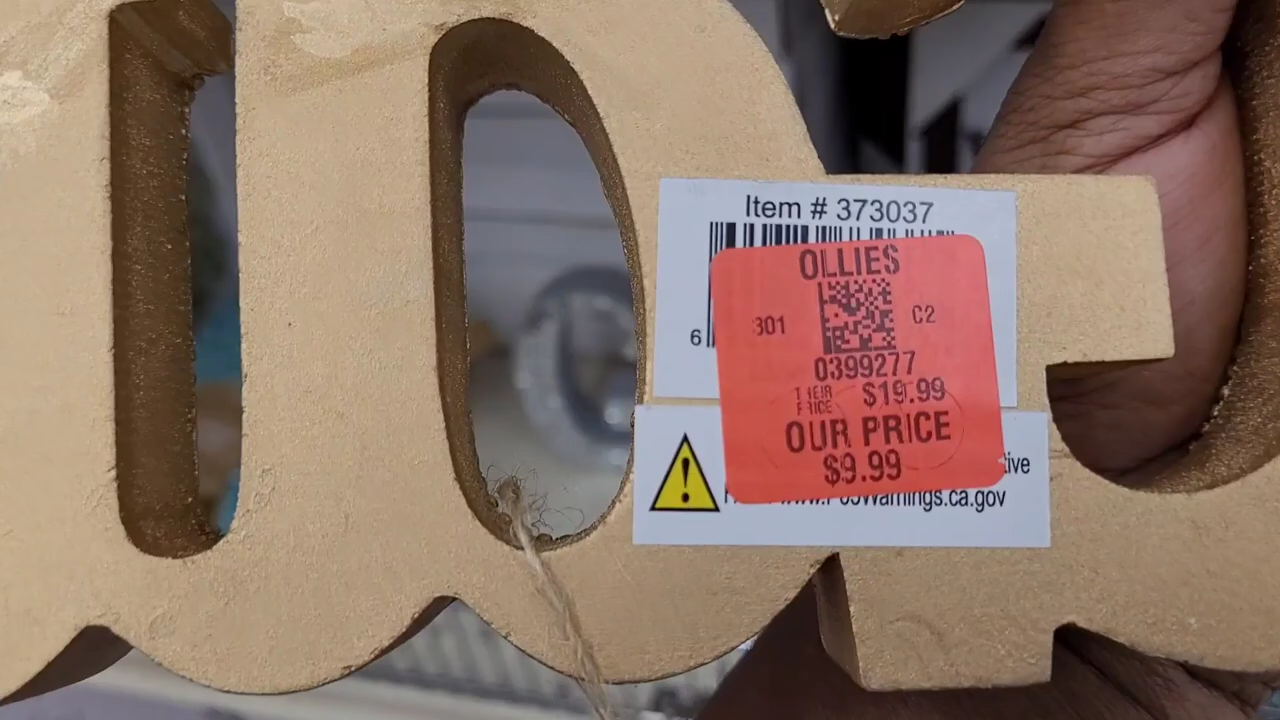 Item # 373037
OLLIES
301
C2
0399277
THEIR PRICE $19.99
OUR PRICE
$9.99
6
www.P65Warnings.ca.gov